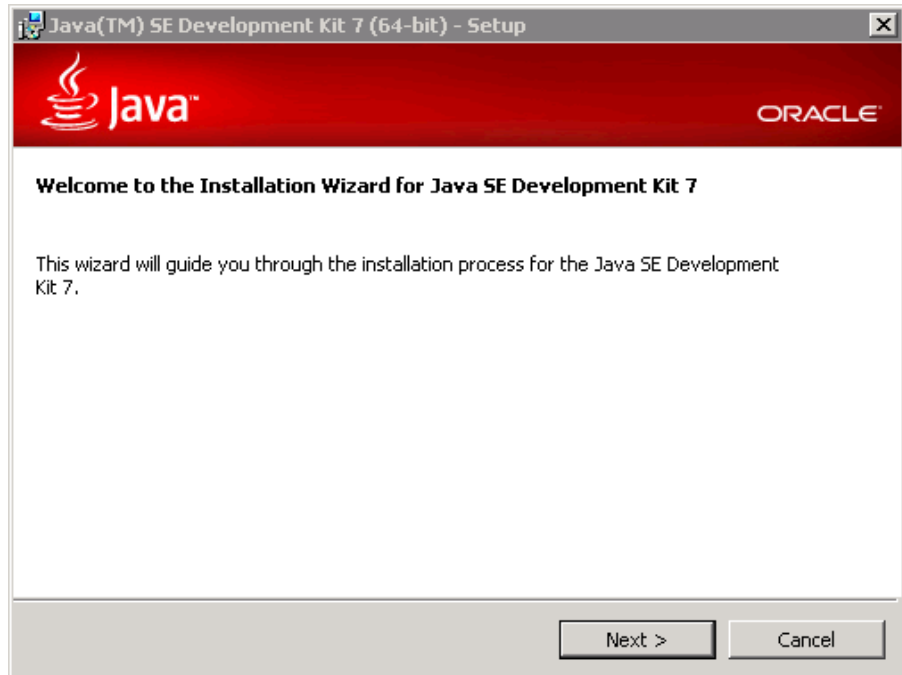 Java(TM) SE Development Kit 7 (64-bit) - Setup
Java™
ORACLE
Welcome to the Installation Wizard for Java SE Development Kit 7
This wizard will guide you through the installation process for the Java SE Development
Kit 7.
Next >
Cancel